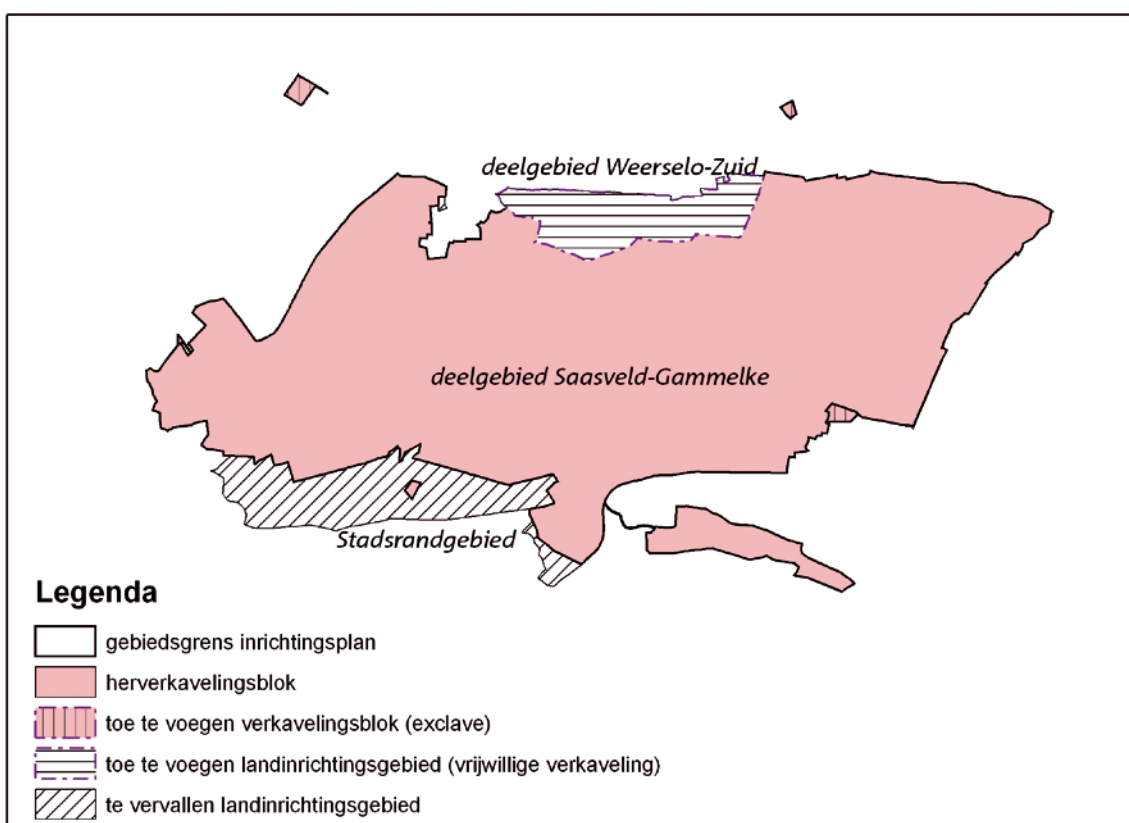 deelgebied Weerselo-Zuid
deelgebied Saasveld-Gammelke
Stadsrandgebied
Legenda
gebiedsgrens inrichtingsplan
herverkavelingsblok
toe te voegen verkavelingsblok (exclave)
toe te voegen landinrichtingsgebied (vrijwillige verkaveling)
te vervallen landinrichtingsgebied